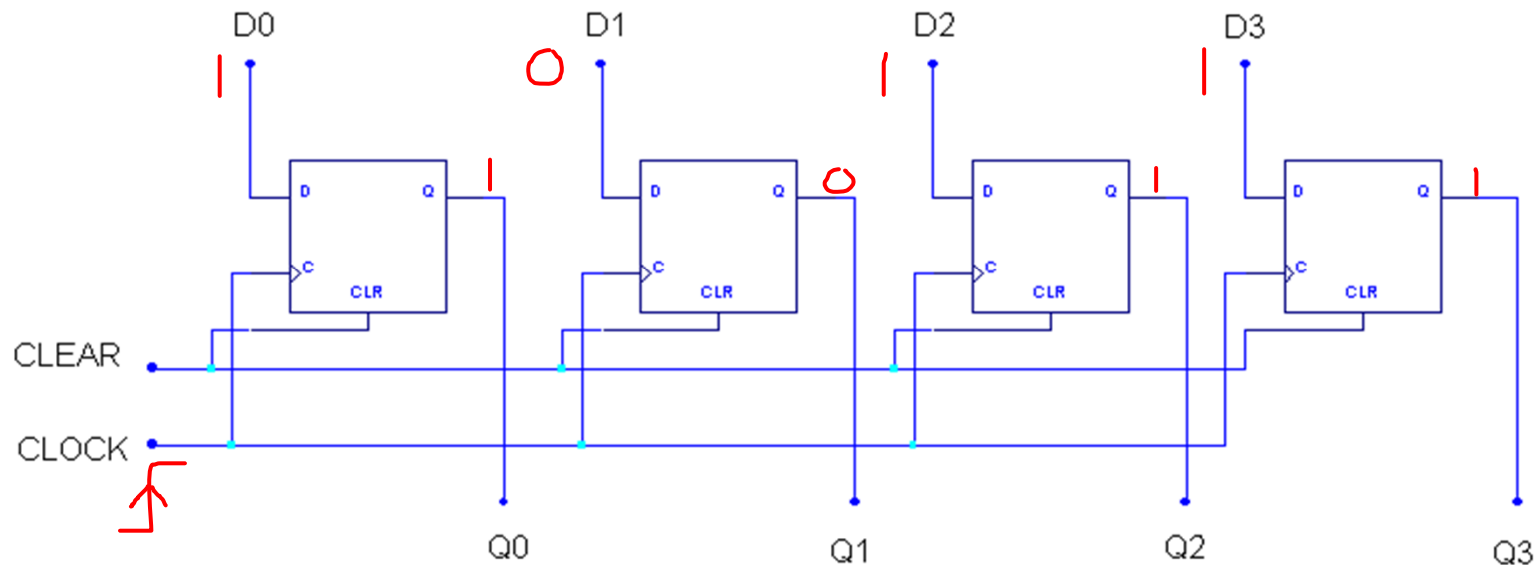 D0 D1 D2 D3
1 0 1 1
1 0 1 1
D Q D Q D Q D Q
C C C C
CLR CLR CLR CLR
CLEAR
CLOCK
Q0 Q1 Q2 Q3